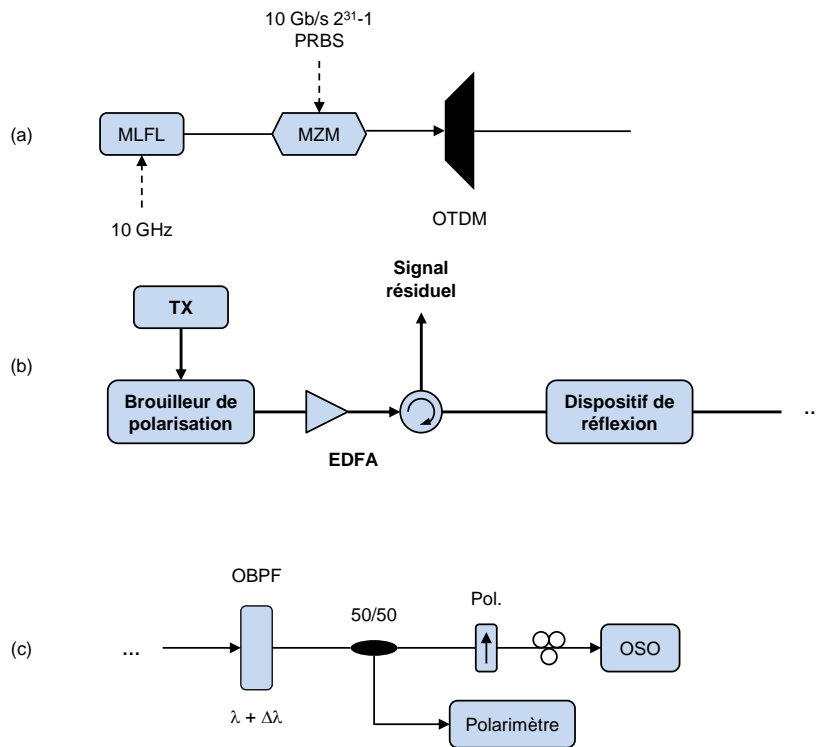 10 Gb/s 2³¹-1
PRBS
(a)
MLFL
MZM
10 GHz
OTDM
Signal
résiduel
TX
(b)
Brouilleur de
polarisation
EDFA
Dispositif de
réflexion
..
OBPF
50/50
Pol.
(c)
...
OSO
λ + Δλ
Polarimètre